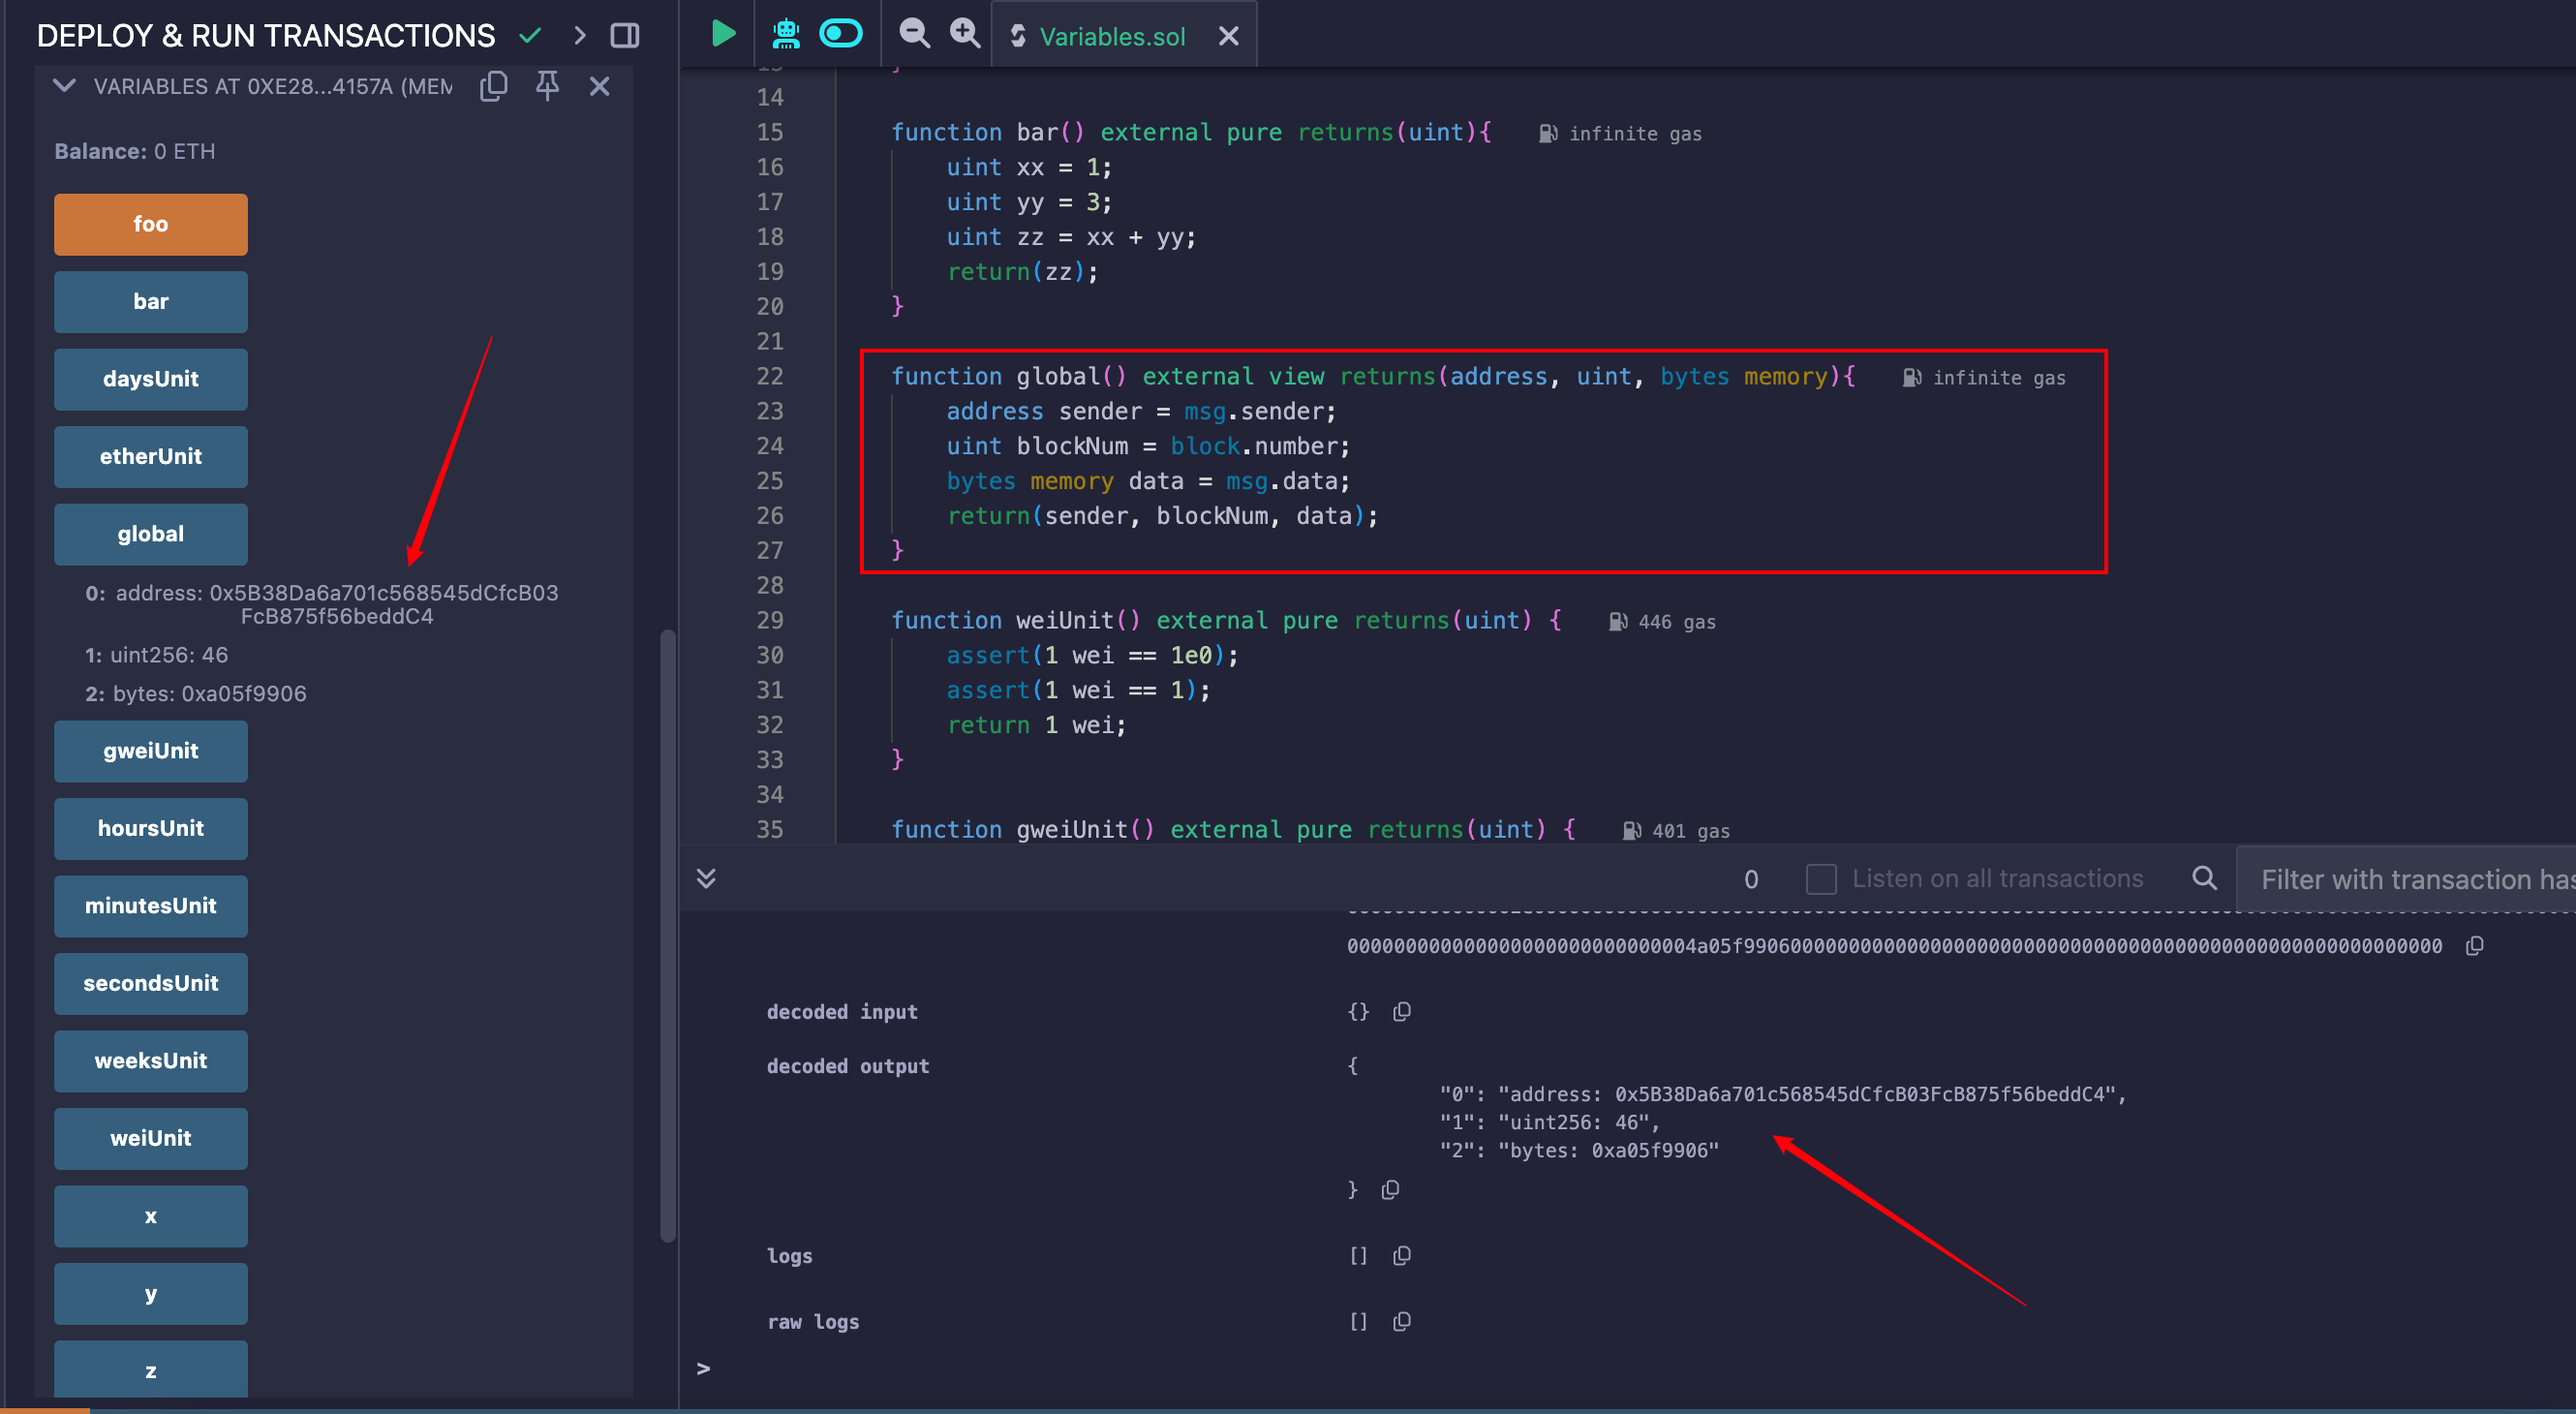 DEPLOY & RUN TRANSACTIONS
VARIABLES AT 0XE28...4157A (MEM
Balance: 0 ETH
foo
bar
daysUnit
etherUnit
global
0: address: 0x5B38Da6a701c568545dCfcB03
FcB875f56beddC4
1: uint256: 46
2: bytes: 0xa05f9906
gweiUnit
hoursUnit
minutesUnit
secondsUnit
weeksUnit
weiUnit
x
y
z
Variables.sol
14
15 function bar() external pure returns(uint){ infinite gas
16 uint xx = 1;
17 uint yy = 3;
18 uint zz = xx + yy;
19 return(zz);
20 }
21
22 function global() external view returns(address, uint, bytes memory){ infinite gas
23 address sender = msg.sender;
24 uint blockNum = block.number;
25 bytes memory data = msg.data;
26 return(sender, blockNum, data);
27 }
28
29 function weiUnit() external pure returns(uint) { 446 gas
30 assert(1 wei == 1e0);
31 assert(1 wei == 1);
32 return 1 wei;
33 }
34
35 function gweiUnit() external pure returns(uint) { 401 gas
0 Listen on all transactions Filter with transaction has
decoded input {}
decoded output {
"0": "address: 0x5B38Da6a701c568545dCfcB03FcB875f56beddC4",
"1": "uint256: 46",
"2": "bytes: 0xa05f9906"
}
logs []
raw logs []
>